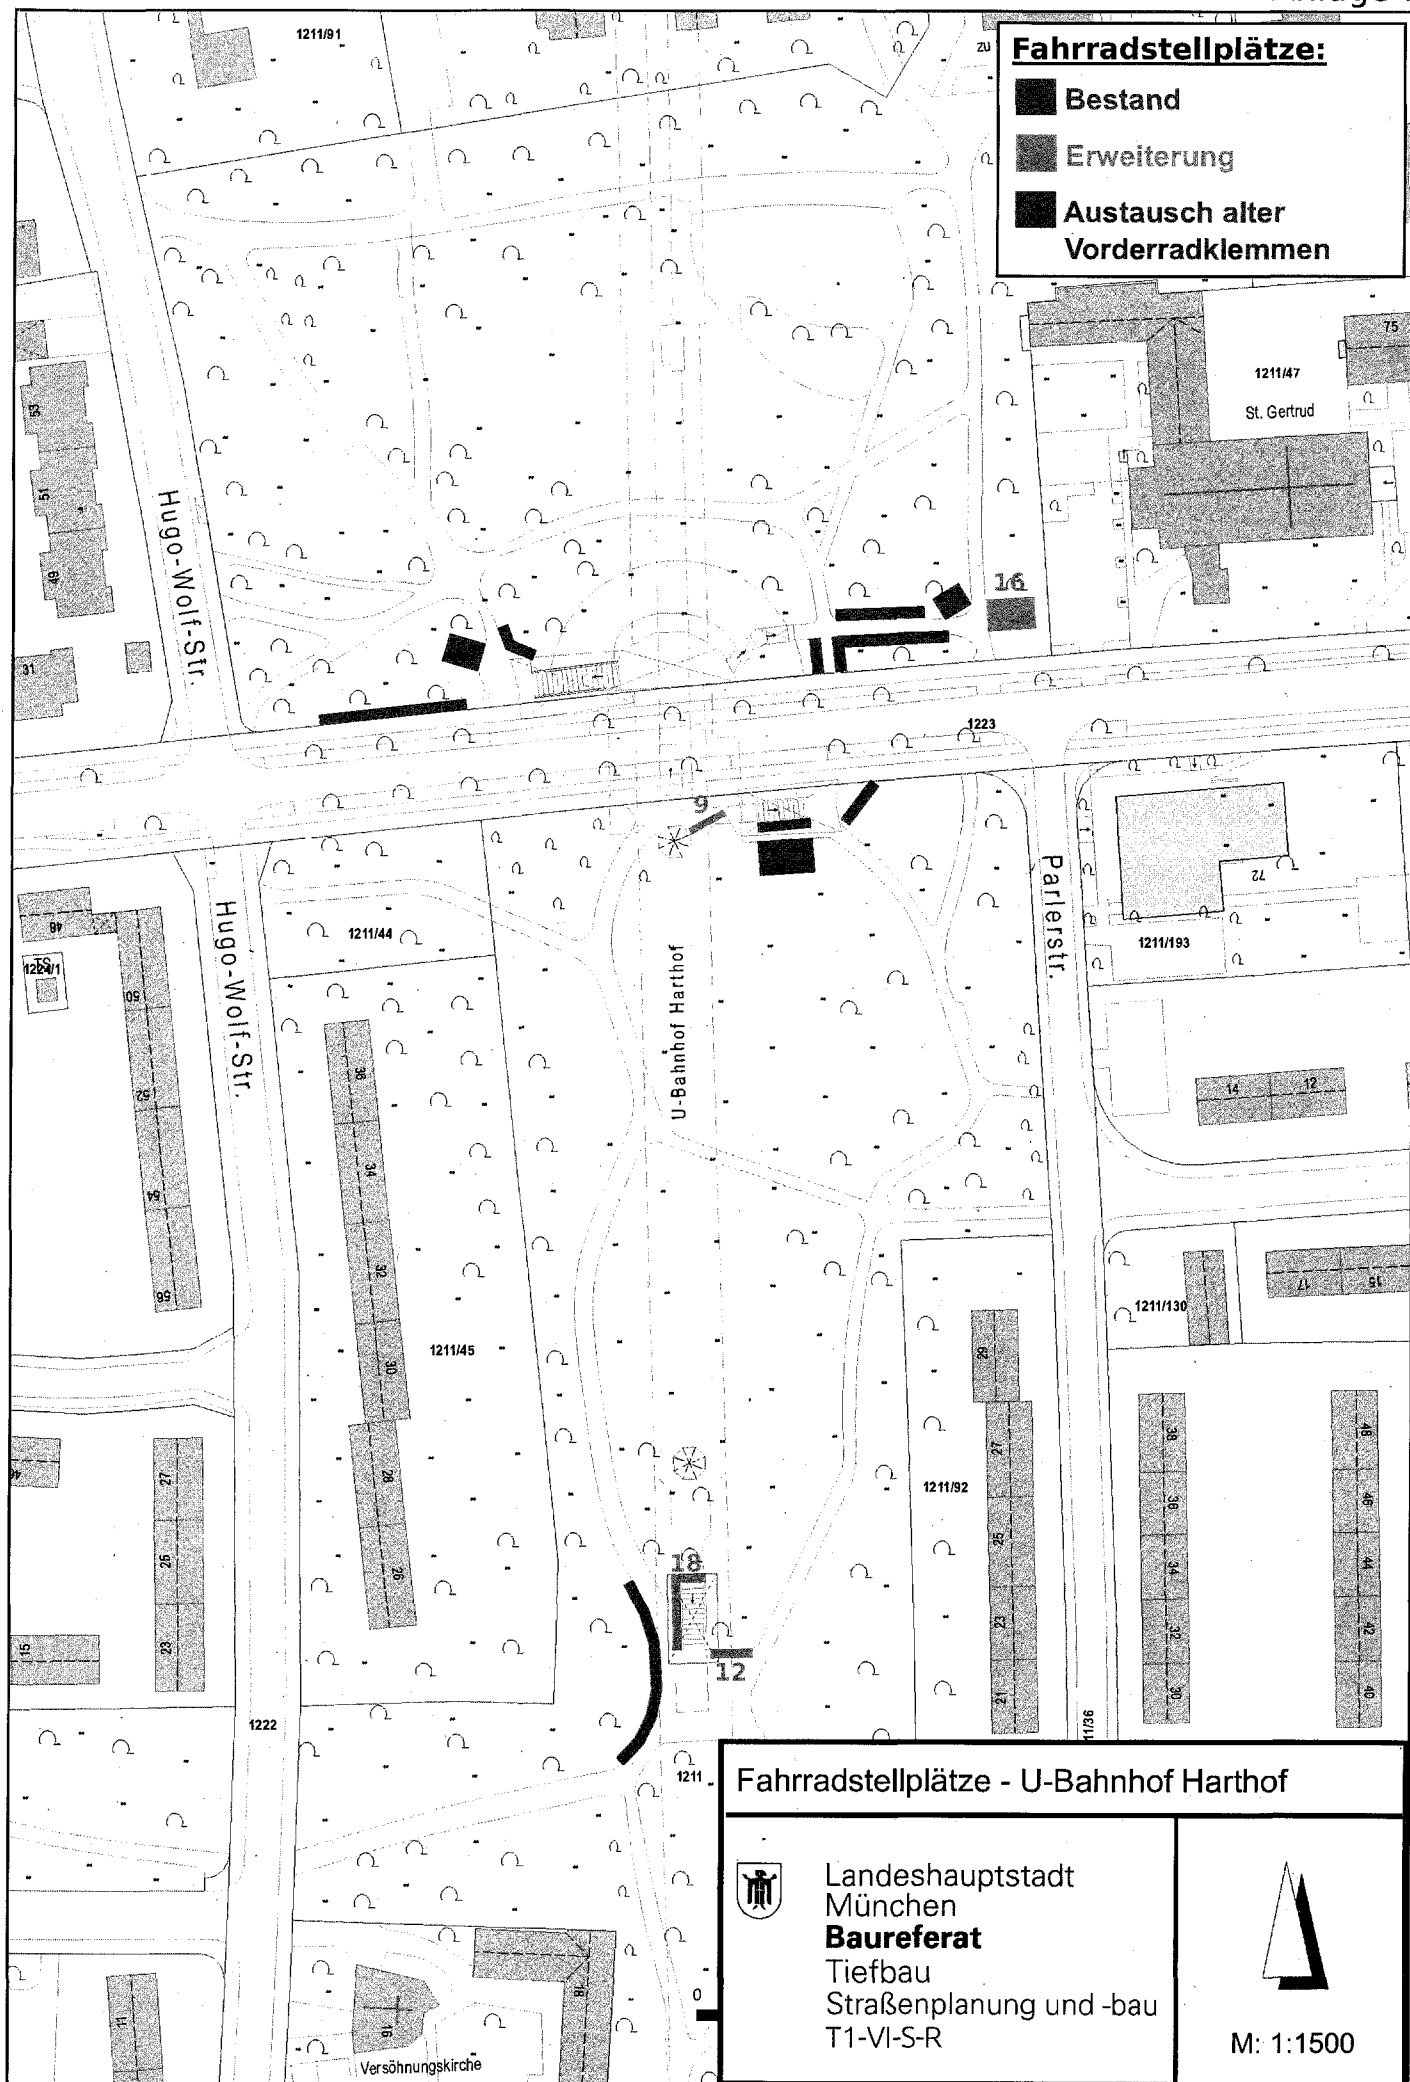 1211/91
zu
Fahrradstellplätze:
Bestand
Erweiterung
Austausch alter
Vorderradklemmen
75
1211/47
St. Gertrud
53
51
49
31
Hugo-Wolf-Str.
16
1223
9
Parlerstr.
72
1211/193
48
TS
1224/1
50
52
54
56
Hugo-Wolf-Str.
1211/44
U-Bahnhof Harthof
36
34
32
30
28
26
1211/45
14
12
1211/130
17
15
29
27
25
23
21
1211/92
38
36
34
32
30
48
46
44
42
40
27
25
23
15
18
12
1222
1211
11/36
Fahrradstellplätze - U-Bahnhof Harthof
Landeshauptstadt
München
Baureferat
Tiefbau
Straßenplanung und -bau
T1-VI-S-R
M: 1:1500
0
11
16
18
Versöhnungskirche